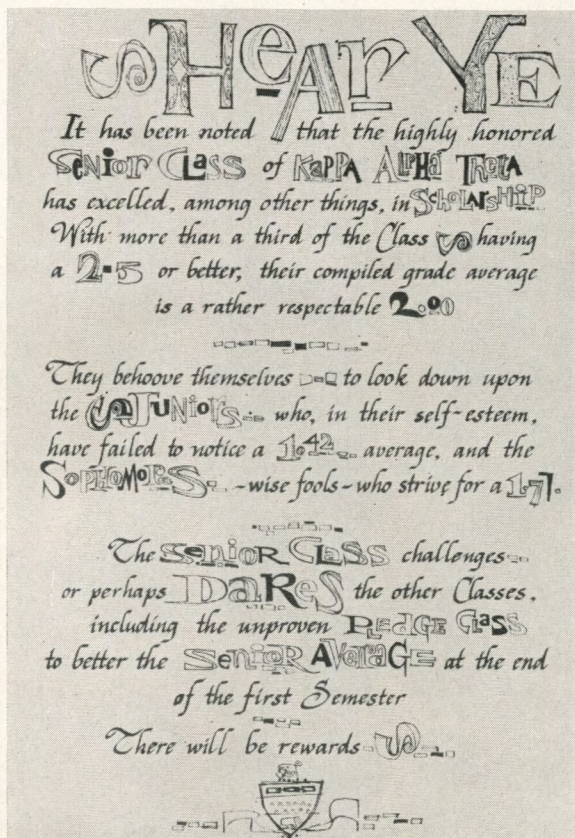 Hear Ye
It has been noted that the highly honored
Senior Class of Kappa Alpha Theta
has excelled, among other things, in Scholarship
With more than a third of the Class having
a 2.5 or better, their compiled grade average
is a rather respectable 2.00
They behoove themselves to look down upon
the Juniors who, in their self-esteem,
have failed to notice a 1.42 average, and the
Sophomores -wise fools- who strive for a 1.71.
The Senior Class challenges
or perhaps Dares the other Classes,
including the unproven Pledge Class
to better the Senior Average at the end
of the first Semester
There will be rewards